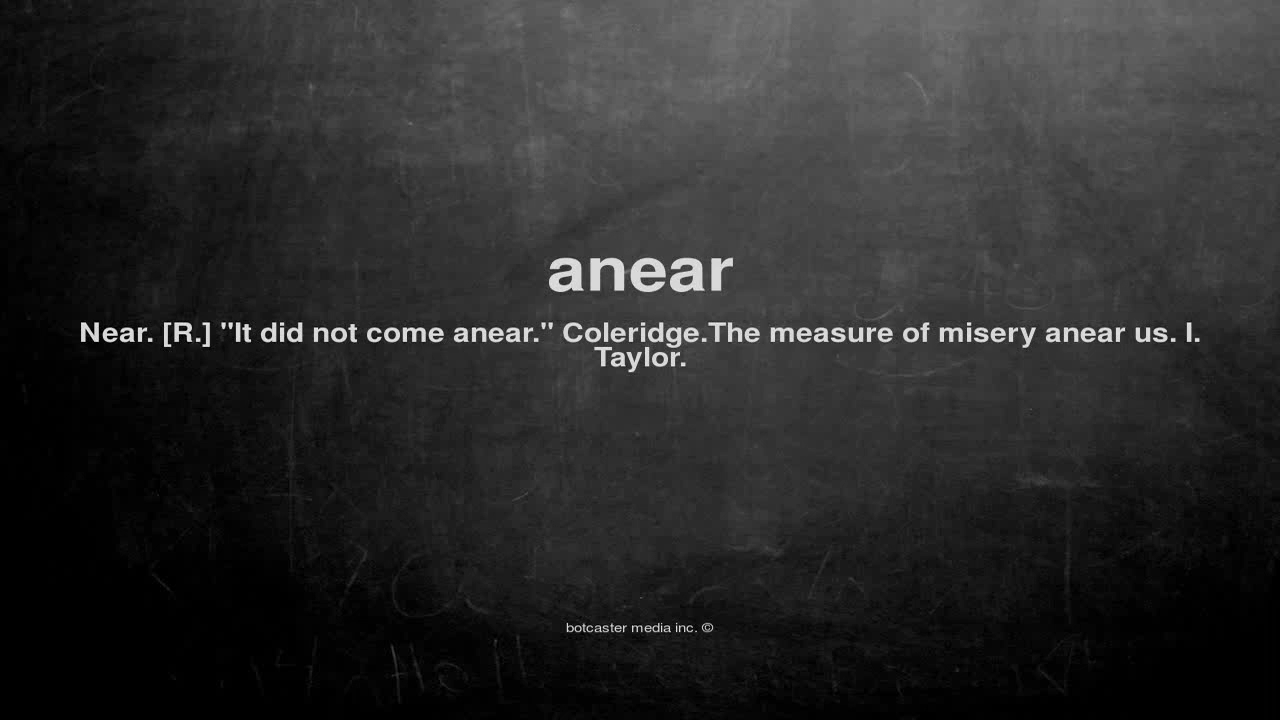 anear
Near. [R.] "It did not come anear." Coleridge.The measure of misery anear us. I.
Taylor.
botcaster media inc. ©